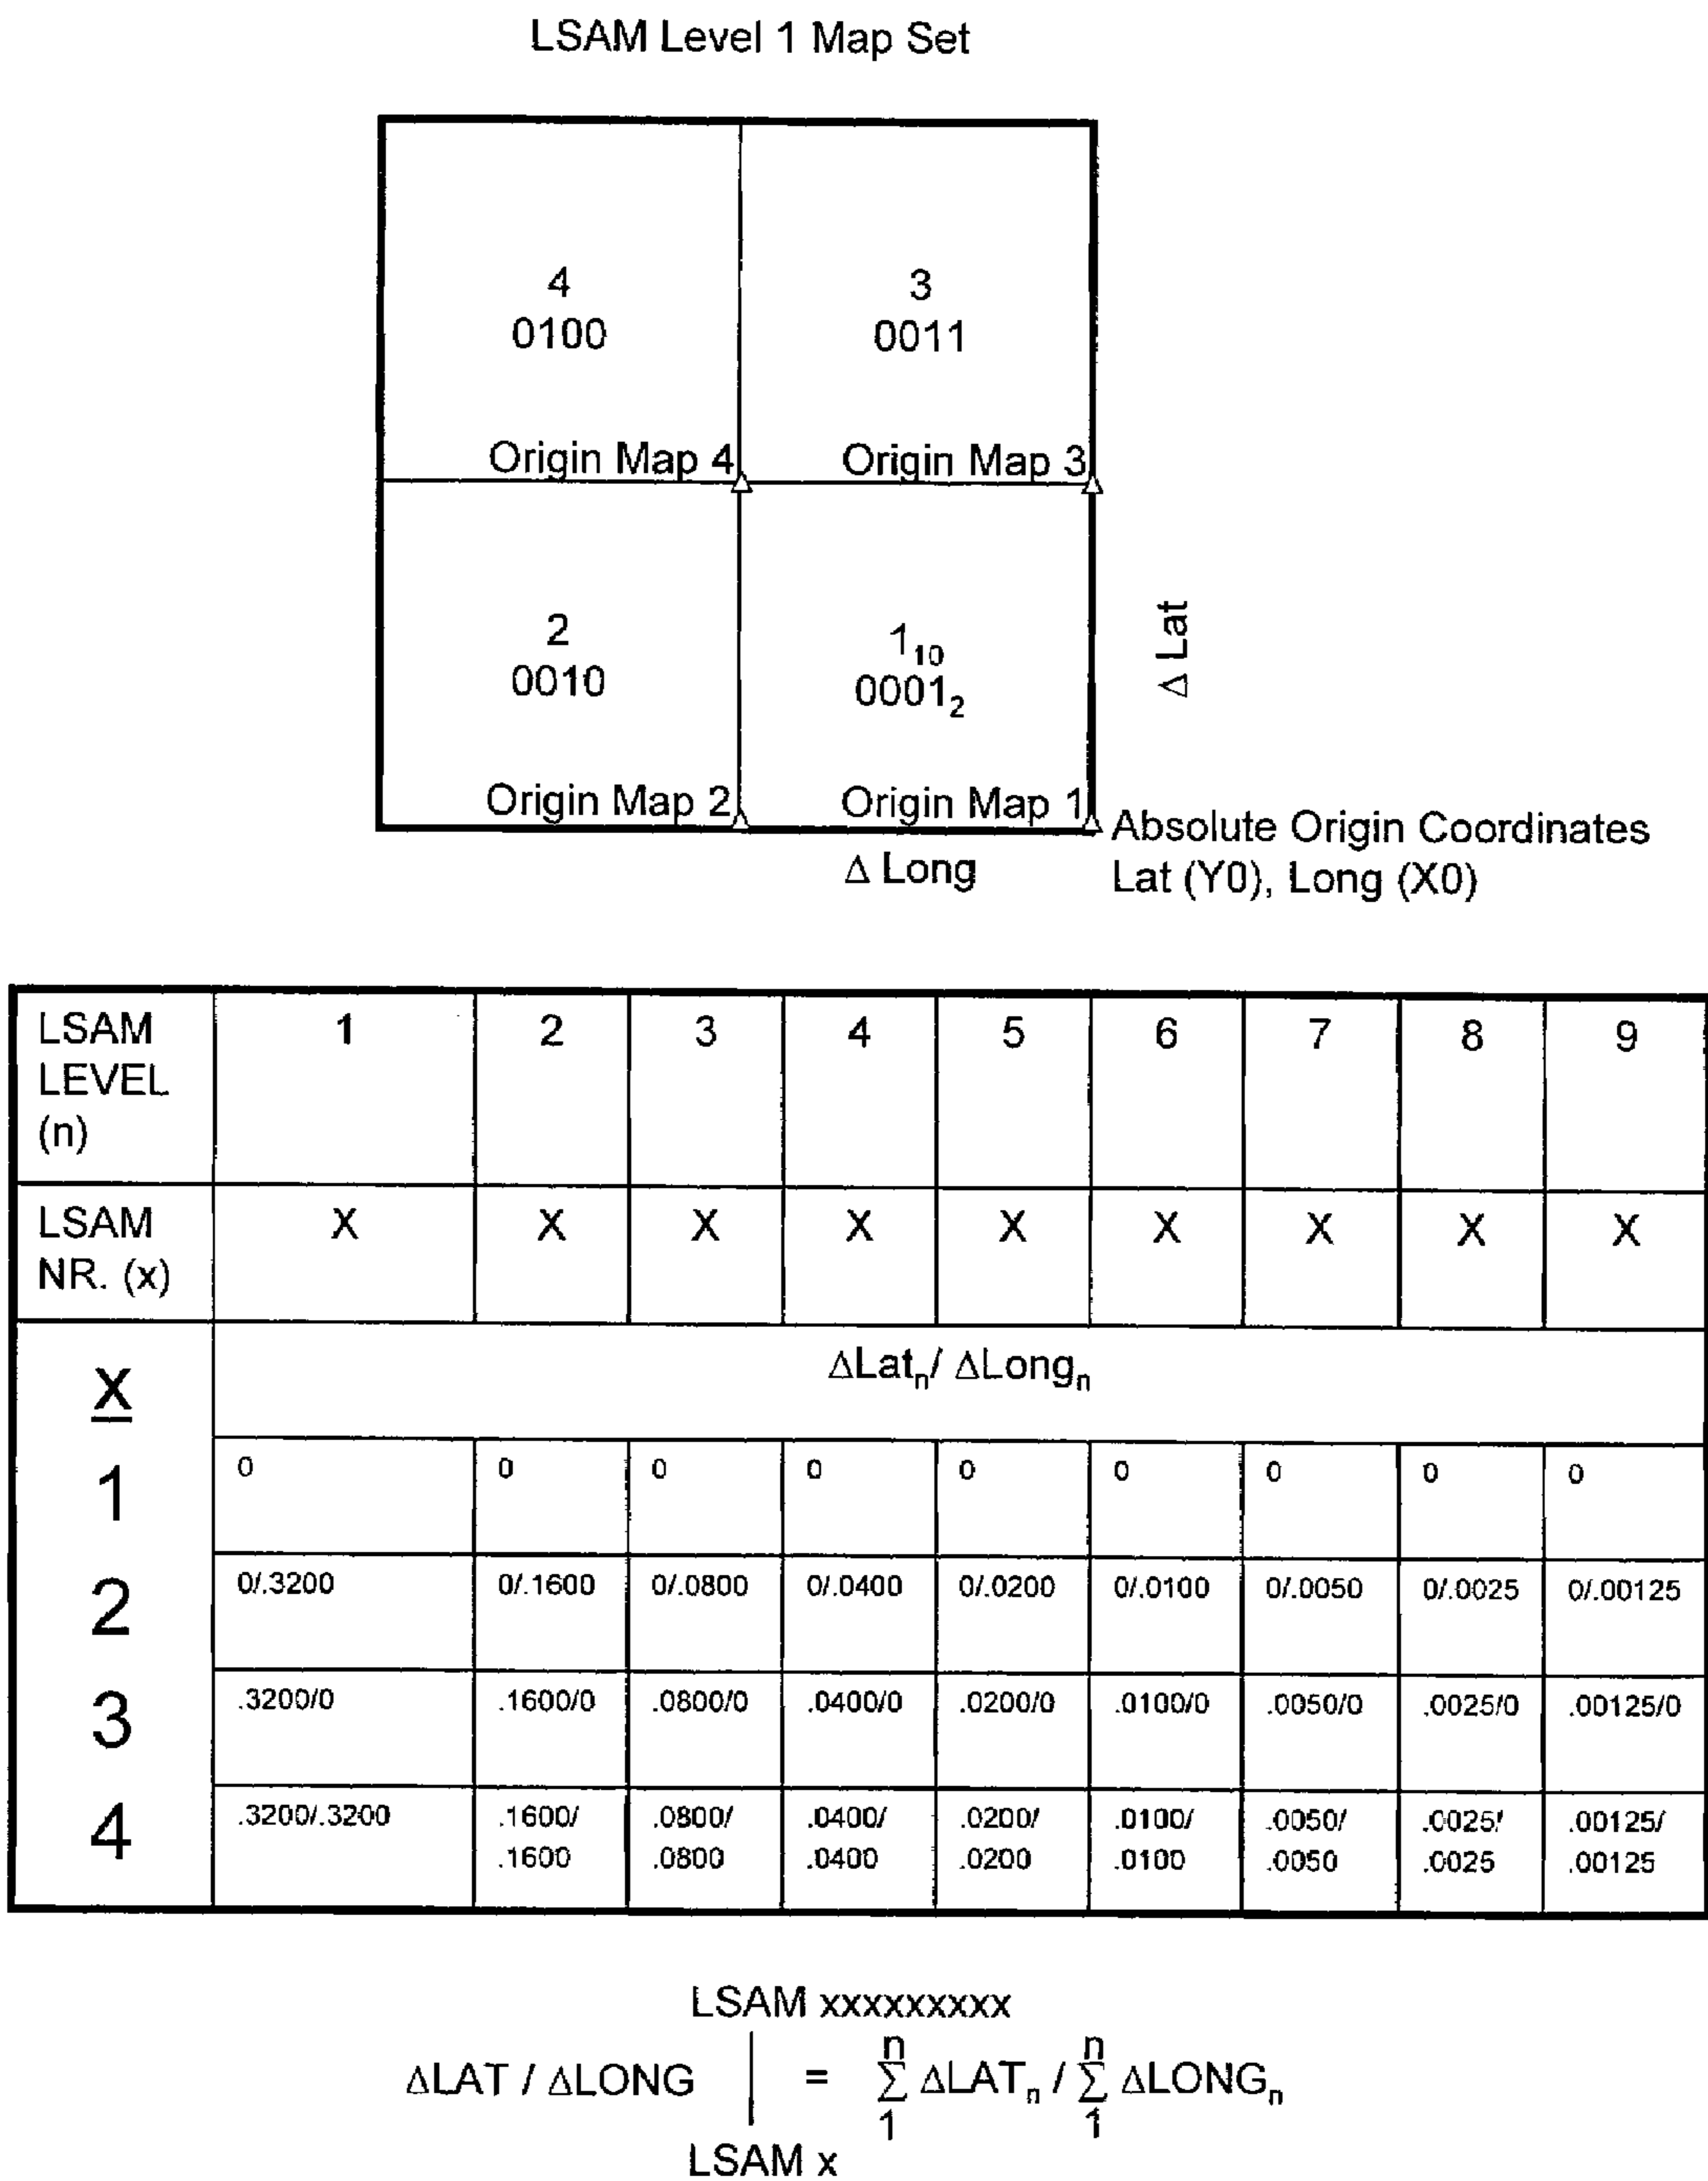 LSAM Level 1 Map Set
4 3
0100 0011
Origin Map 4 Origin Map 3
2 1₁₀
0010 0001₂
Δ Lat
Origin Map 2 Origin Map 1
Absolute Origin Coordinates
Δ Long
Lat (Y0), Long (X0)
LSAM LEVEL (n) 1 2 3 4 5 6 7 8 9
LSAM NR. (x) X X X X X X X X X
X ΔLatₙ/ ΔLongₙ
1 0 0 0 0 0 0 0 0 0
2 0/.3200 0/.1600 0/.0800 0/.0400 0/.0200 0/.0100 0/.0050 0/.0025 0/.00125
3 .3200/0 .1600/0 .0800/0 .0400/0 .0200/0 .0100/0 .0050/0 .0025/0 .00125/0
4 .3200/.3200 .1600/ .0800/ .0400/ .0200/ .0100/ .0050/ .0025/ .00125/
.1600 .0800 .0400 .0200 .0100 .0050 .0025 .00125
LSAM xxxxxxxxx
n n
ΔLAT / ΔLONG | = Σ ΔLATₙ / Σ ΔLONGₙ
1 1
LSAM x